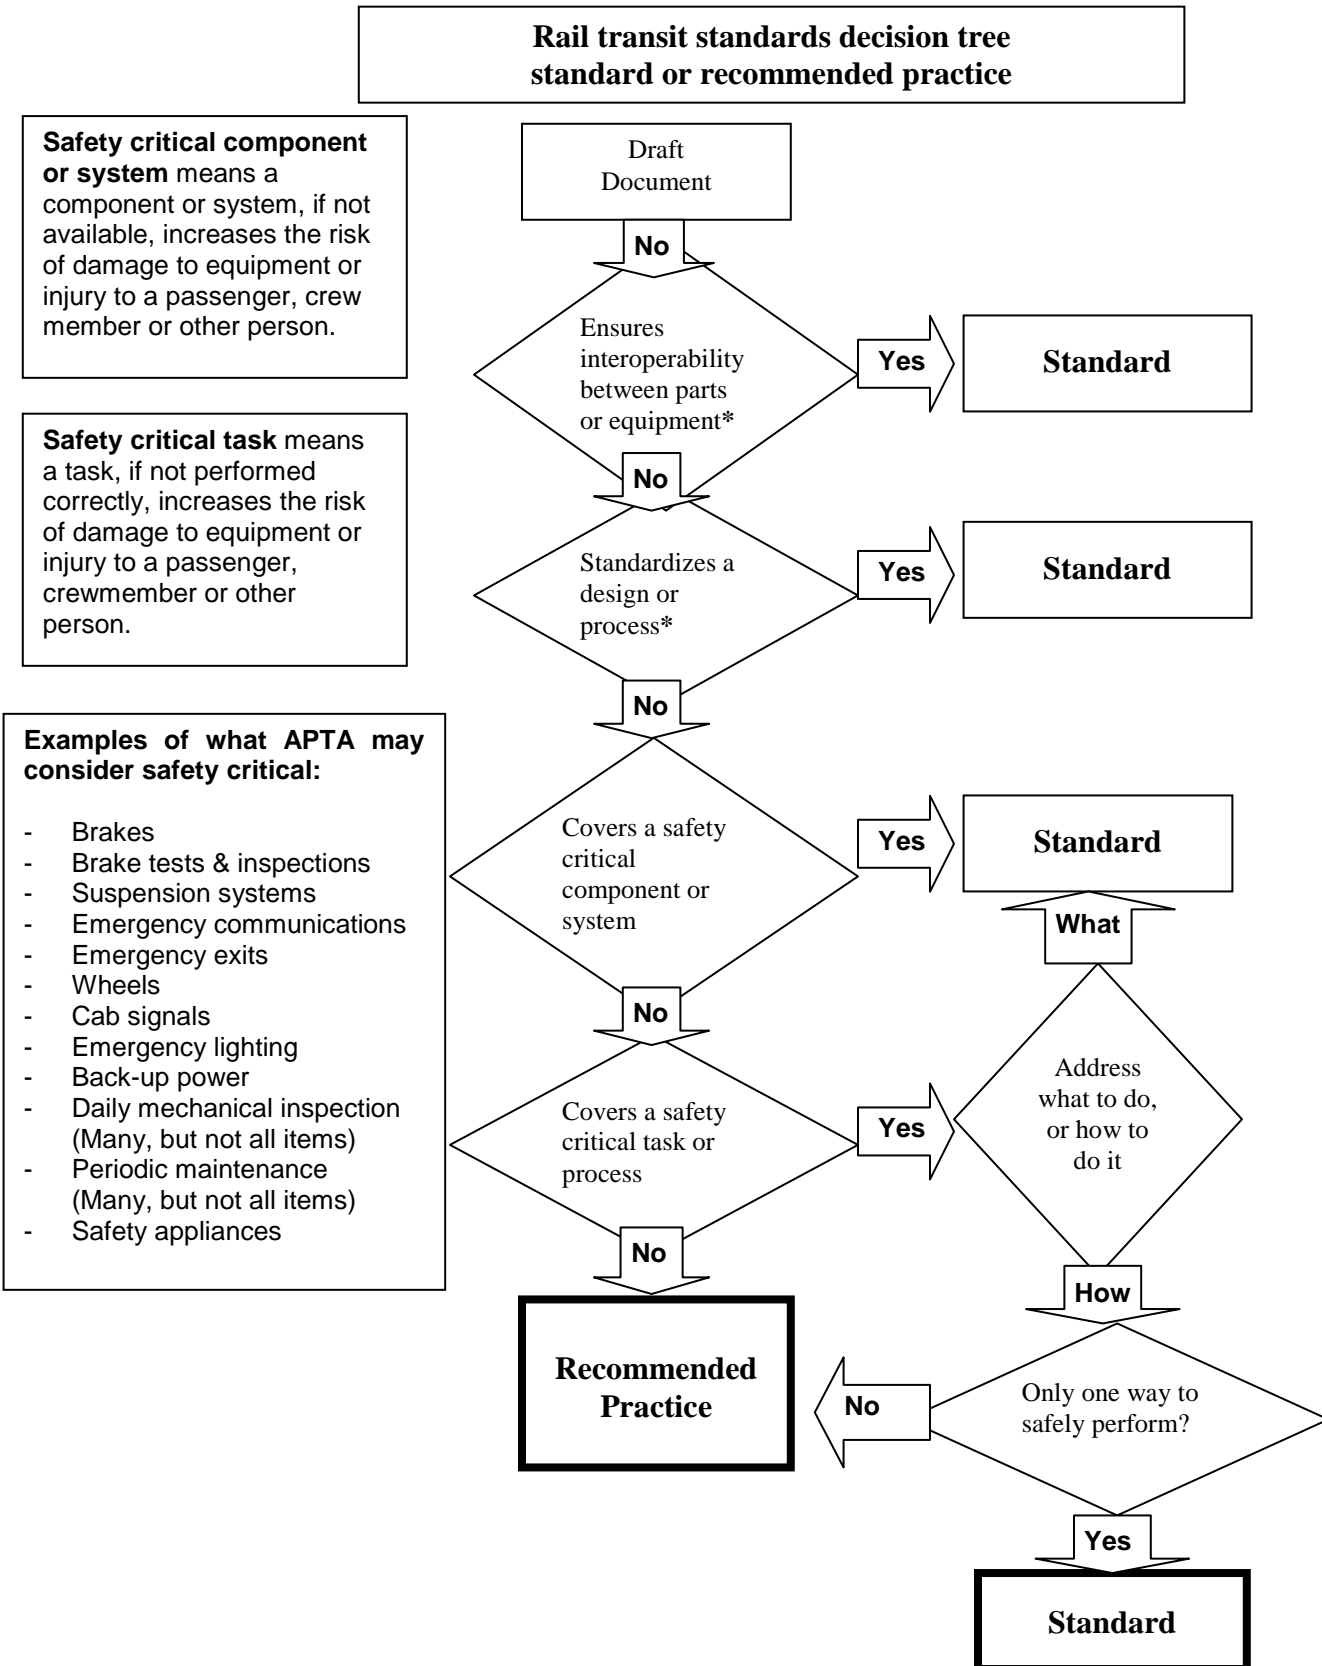 Rail transit standards decision tree
standard or recommended practice
Safety critical component
or system means a
component or system, if not
available, increases the risk
of damage to equipment or
injury to a passenger, crew
member or other person.
Safety critical task means
a task, if not performed
correctly, increases the risk
of damage to equipment or
injury to a passenger,
crewmember or other
person.
Examples of what APTA may
consider safety critical:
- Brakes
- Brake tests & inspections
- Suspension systems
- Emergency communications
- Emergency exits
- Wheels
- Cab signals
- Emergency lighting
- Back-up power
- Daily mechanical inspection
(Many, but not all items)
- Periodic maintenance
(Many, but not all items)
- Safety appliances
Draft
Document
No
Ensures
interoperability
between parts
or equipment*
Yes
Standard
No
Standardizes a
design or
process*
Yes
Standard
No
Covers a safety
critical
component or
system
Yes
Standard
What
No
Covers a safety
critical task or
process
Yes
Address
what to do,
or how to
do it
No
How
Recommended
Practice
No
Only one way to
safely perform?
Yes
Standard